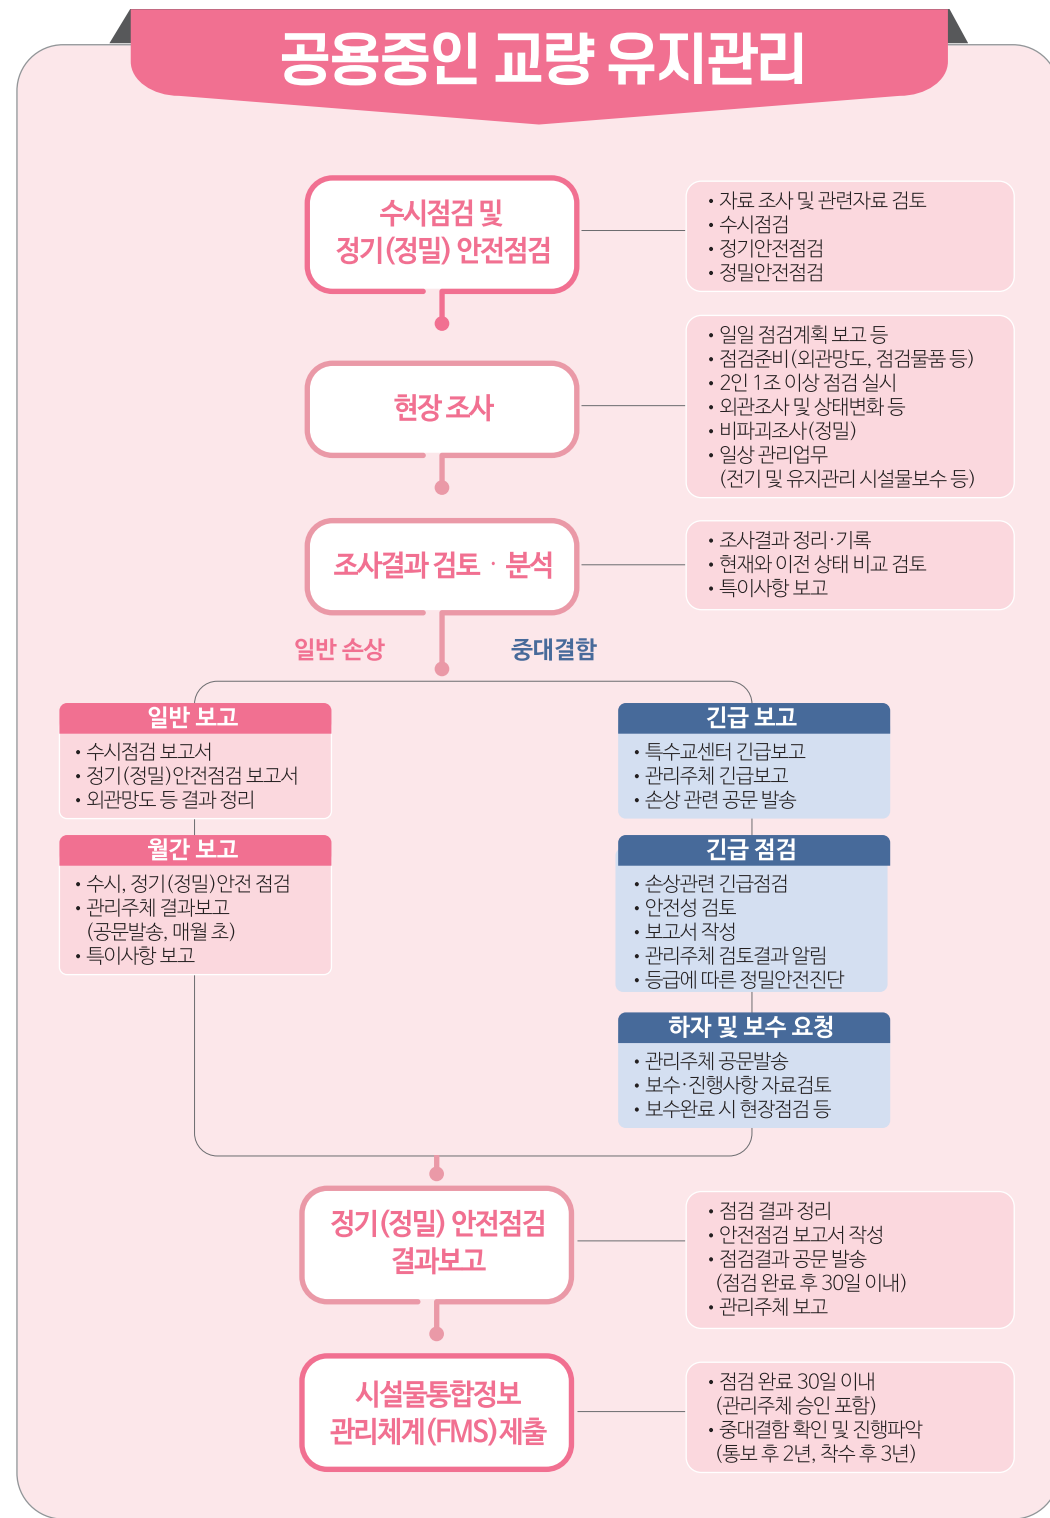 공용중인 교량 유지관리
수시점검 및
정기(정밀) 안전점검
• 자료 조사 및 관련자료 검토
• 수시점검
• 정기안전점검
• 정밀안전점검
현장 조사
• 일일 점검계획 보고 등
• 점검준비(외관망도, 점검물품 등)
• 2인 1조 이상 점검 실시
• 외관조사 및 상태변화 등
• 비파괴조사(정밀)
• 일상 관리업무
(전기 및 유지관리 시설물보수 등)
조사결과 검토 · 분석
• 조사결과 정리·기록
• 현재와 이전 상태 비교 검토
• 특이사항 보고
일반 손상
중대결함
일반 보고
• 수시점검 보고서
• 정기(정밀)안전점검 보고서
• 외관망도 등 결과 정리
월간 보고
• 수시, 정기(정밀)안전 점검
• 관리주체 결과보고
(공문발송, 매월 초)
• 특이사항 보고
긴급 보고
• 특수교센터 긴급보고
• 관리주체 긴급보고
• 손상 관련 공문 발송
긴급 점검
• 손상관련 긴급점검
• 안전성 검토
• 보고서 작성
• 관리주체 검토결과 알림
• 등급에 따른 정밀안전진단
하자 및 보수 요청
• 관리주체 공문발송
• 보수·진행사항 자료검토
• 보수완료 시 현장점검 등
정기(정밀) 안전점검
결과보고
• 점검 결과 정리
• 안전점검 보고서 작성
• 점검결과 공문 발송
(점검 완료 후 30일 이내)
• 관리주체 보고
시설물통합정보
관리체계(FMS)제출
• 점검 완료 30일 이내
(관리주체 승인 포함)
• 중대결함 확인 및 진행파악
(통보 후 2년, 착수 후 3년)